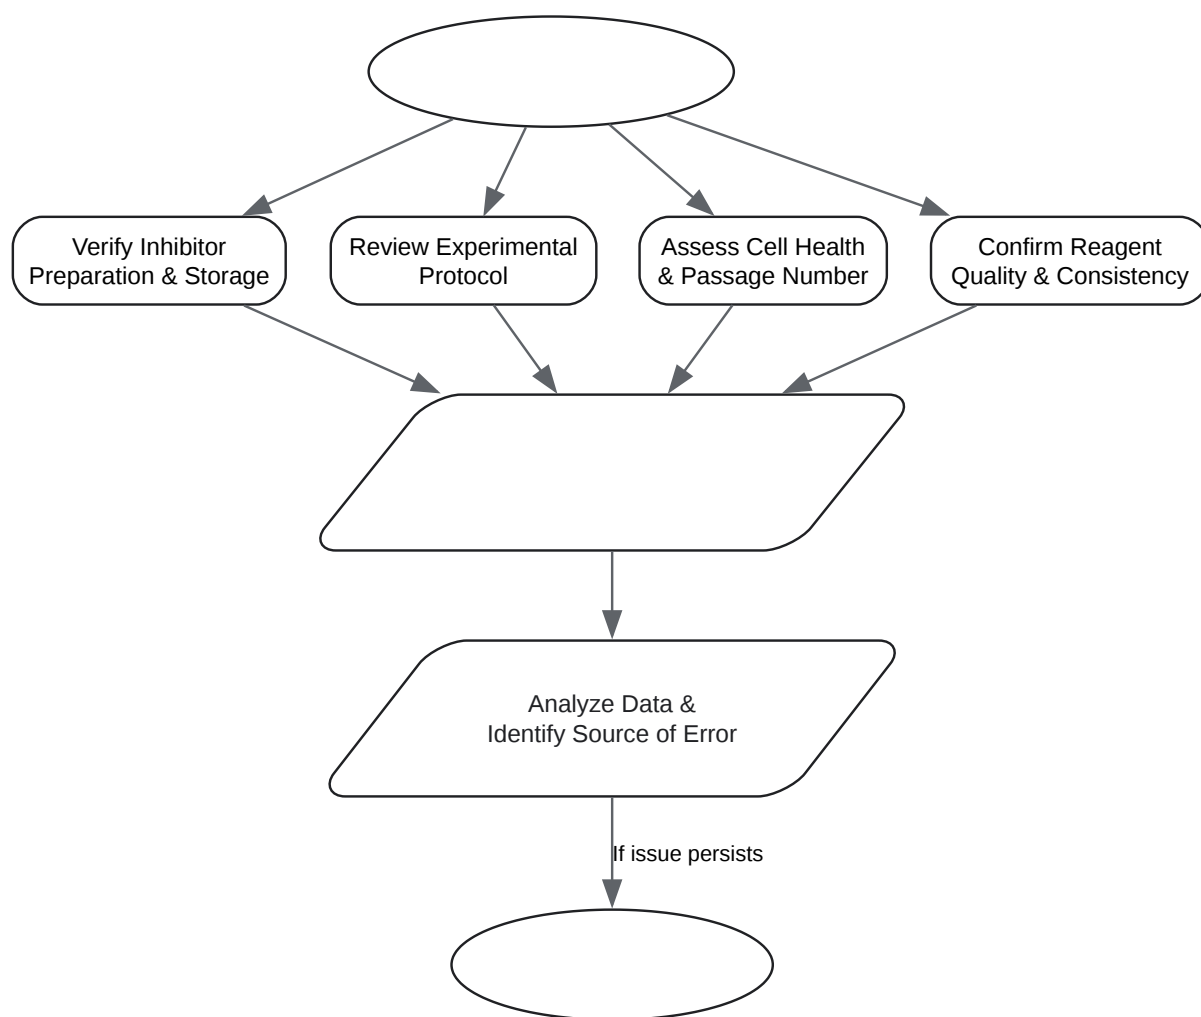 Verify Inhibitor
Preparation & Storage
Review Experimental
Protocol
Assess Cell Health
& Passage Number
Confirm Reagent
Quality & Consistency
Analyze Data &
Identify Source of Error
If issue persists